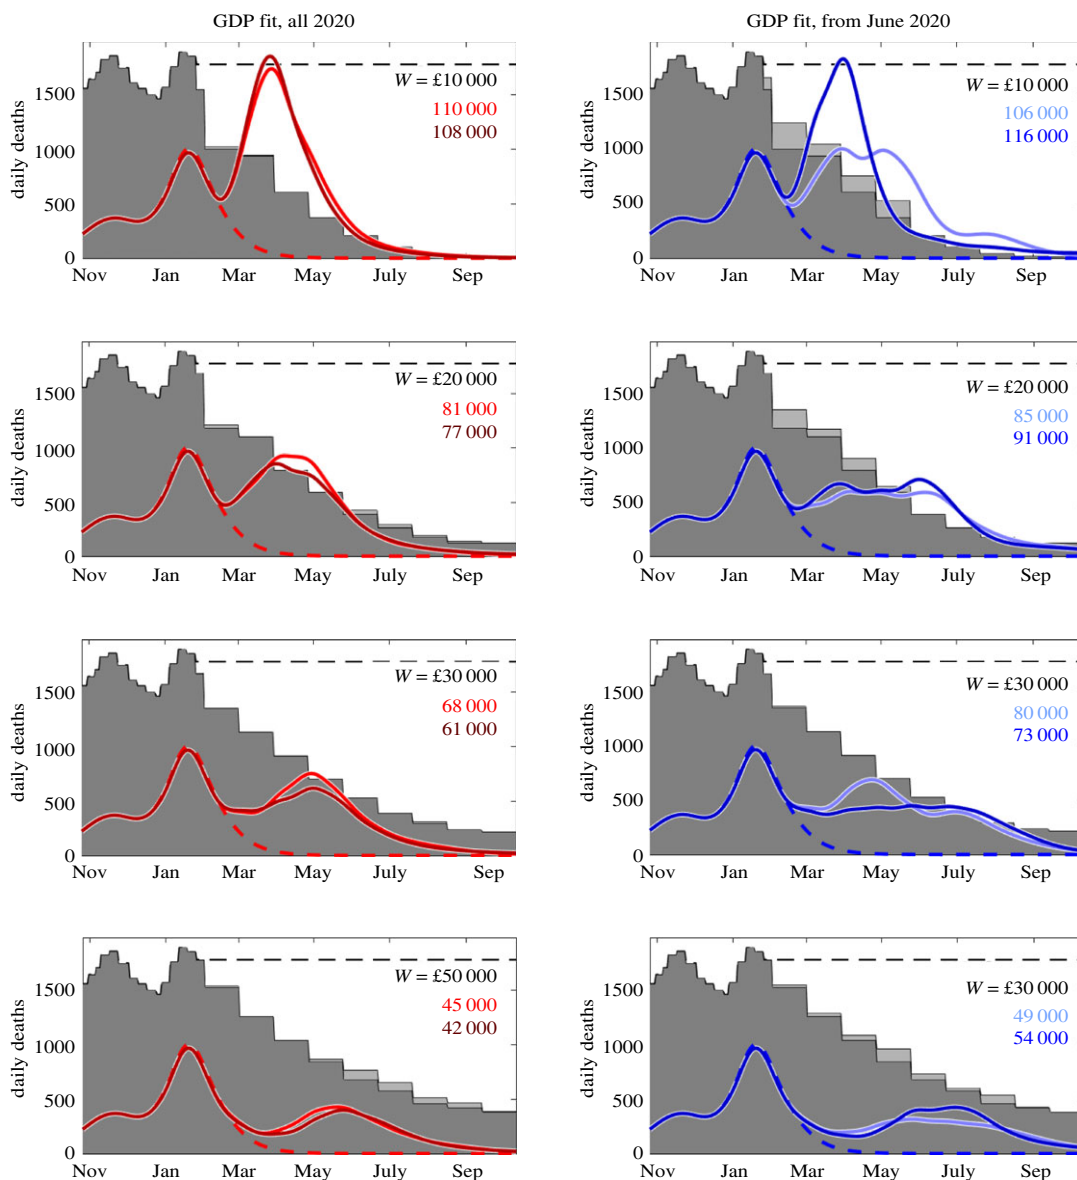 GDP fit, all 2020
daily deaths
1500
1000
500
0
W = £10 000
110 000
108 000
Nov Jan Mar May July Sep
GDP fit, from June 2020
daily deaths
1500
1000
500
0
W = £10 000
106 000
116 000
Nov Jan Mar May July Sep
daily deaths
1500
1000
500
0
W = £20 000
81 000
77 000
Nov Jan Mar May July Sep
daily deaths
1500
1000
500
0
W = £20 000
85 000
91 000
Nov Jan Mar May July Sep
daily deaths
1500
1000
500
0
W = £30 000
68 000
61 000
Nov Jan Mar May July Sep
daily deaths
1500
1000
500
0
W = £30 000
80 000
73 000
Nov Jan Mar May July Sep
daily deaths
1500
1000
500
0
W = £50 000
45 000
42 000
Nov Jan Mar May July Sep
daily deaths
1500
1000
500
0
W = £30 000
49 000
54 000
Nov Jan Mar May July Sep